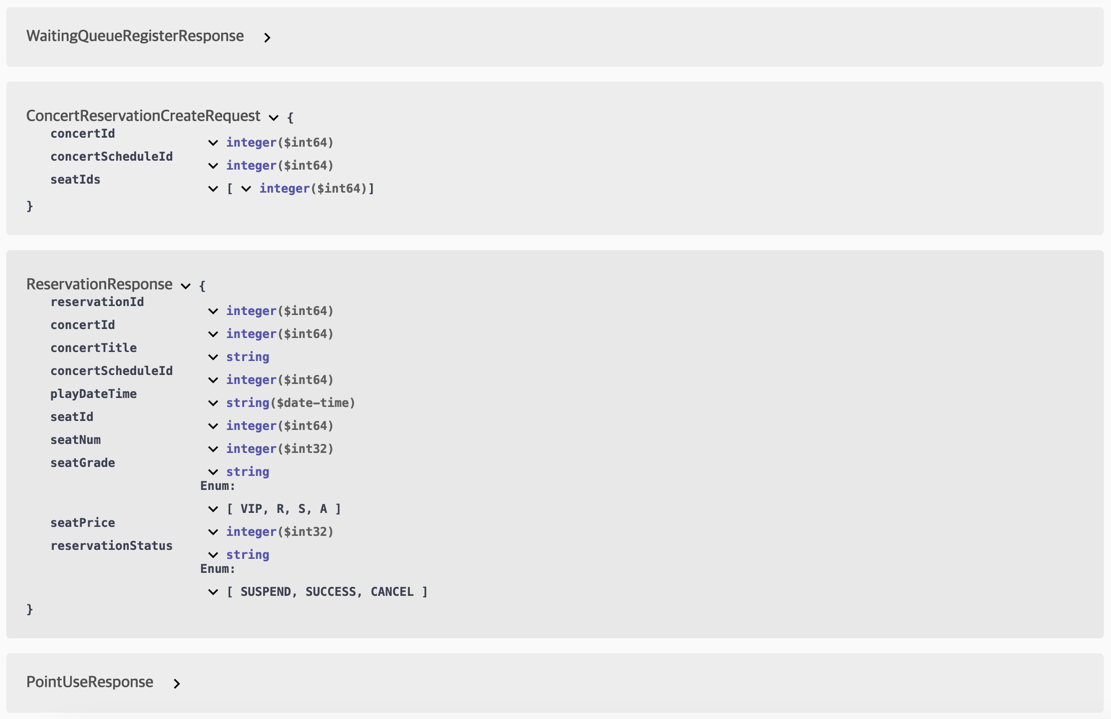 WaitingQueueRegisterResponse
ConcertReservationCreateRequest {
concertId integer($int64)
concertScheduleId integer($int64)
seatIds [ integer($int64)]
}
ReservationResponse {
reservationId integer($int64)
concertId integer($int64)
concertTitle string
concertScheduleId integer($int64)
playDateTime string($date-time)
seatId integer($int64)
seatNum integer($int32)
seatGrade string
Enum:
[ VIP, R, S, A ]
seatPrice integer($int32)
reservationStatus string
Enum:
[ SUSPEND, SUCCESS, CANCEL ]
}
PointUseResponse